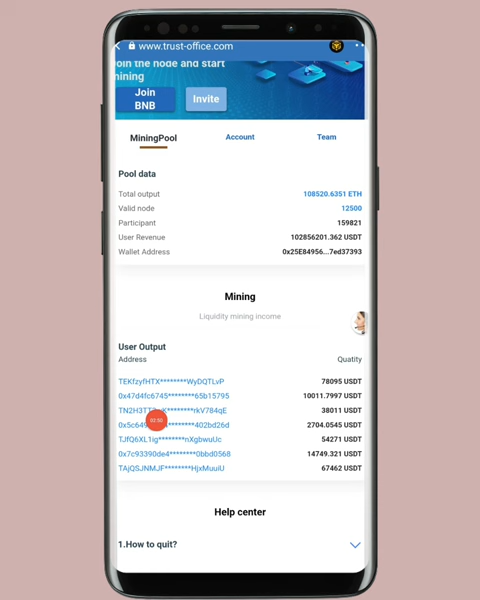 www.trust-office.com
Join the node and start
mining
Join
BNB
Invite
MiningPool
Account
Team
Pool data
Total output 108520.6351 ETH
Valid node 12500
Participant 159821
User Revenue 102856201.362 USDT
Wallet Address 0x25E84956...7ed37393
Mining
Liquidity mining income
User Output
Address Quatity
TEKfzyfHTX********WyDQTLvP 78095 USDT
0x47d4fc6745********65b15795 10011.7997 USDT
TN2H3TT ********rkV784qE 38011 USDT
0x5c649 ********402bd26d 2704.0545 USDT
TJfQ6XL1ig********nXgbwuUc 54271 USDT
0x7c93390de4********0bbd0568 14749.321 USDT
TAjQSJNMJF********HjxMuuiU 67462 USDT
Help center
1.How to quit?